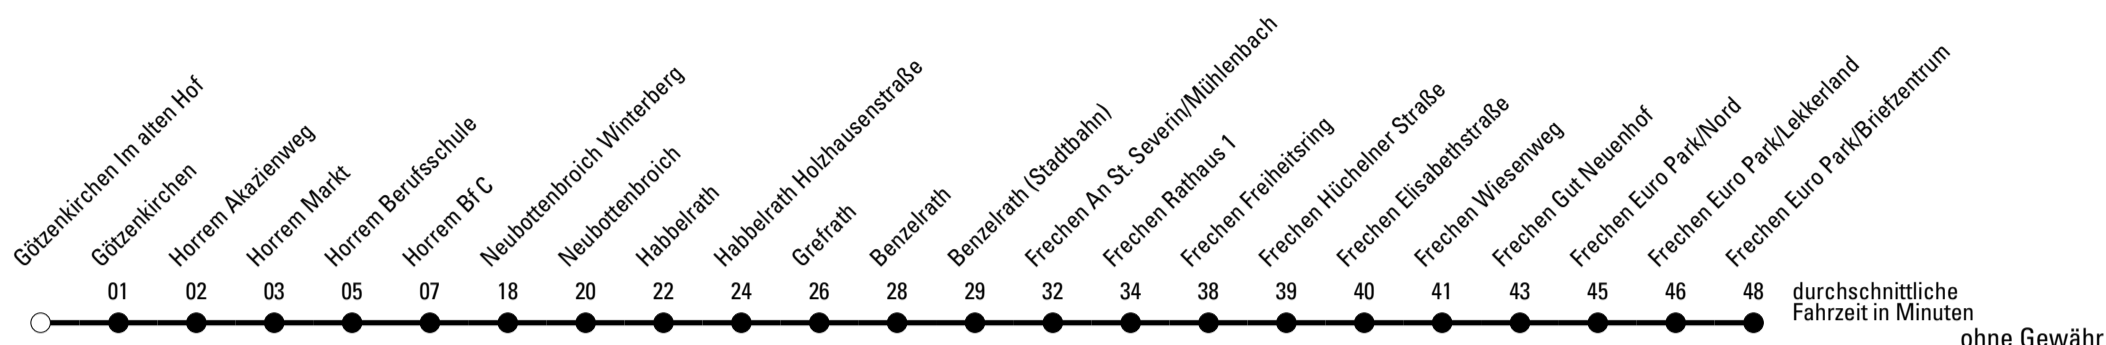 Götzenkirchen Im alten Hof
Götzenkirchen
Horrem Akazienweg
Horrem Markt
Horrem Berufsschule
Horrem Bf C
Neubottenbroich Winterberg
Neubottenbroich
Habbelrath
Habbelrath Holzhausenstraße
Grefrath
Benzelrath
Benzelrath (Stadtbahn)
Frechen An St. Severin/Mühlenbach
Frechen Rathaus 1
Frechen Freiheitsring
Frechen Hüchelner Straße
Frechen Elisabethstraße
Frechen Wiesenweg
Frechen Gut Neuenhof
Frechen Euro Park/Nord
Frechen Euro Park/Lekkerland
Frechen Euro Park/Briefzentrum
01 02 03 05 07 18 20 22 24 26 28 29 32 34 38 39 40 41 43 45 46 48
durchschnittliche
Fahrzeit in Minuten
ohne Gewähr